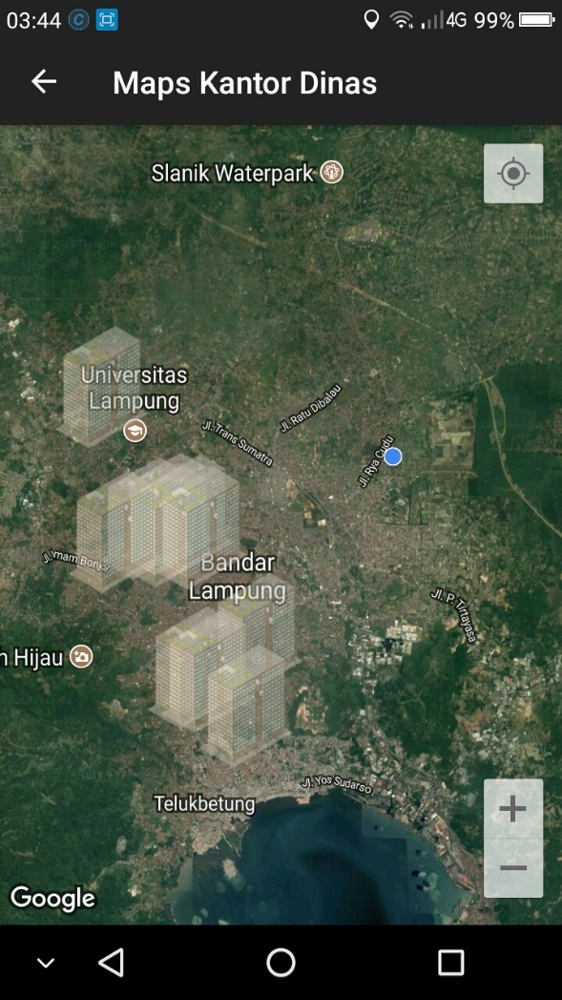 03:44
4G 99%
Maps Kantor Dinas
Slanik Waterpark
Universitas
Lampung
Jl. Ratu Dibalau
Jl. Trans Sumatra
Jl. Rya Cudu
Jl. Imam Bonjol
Bandar
Lampung
Jl. P. Tirtayasa
n Hijau
Jl. Yos Sudarso
Telukbetung
Google